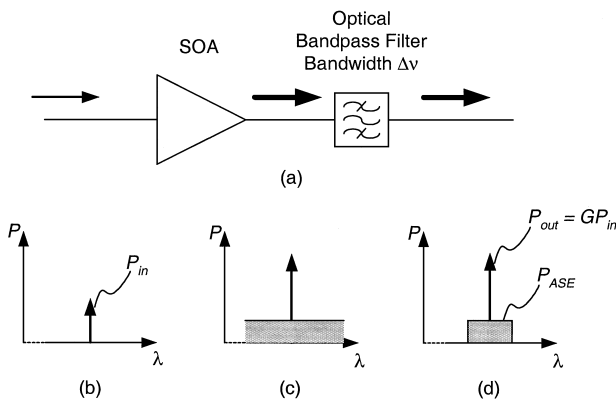 SOA
Optical
Bandpass Filter
Bandwidth Δν
(a)
P
P_in
λ
(b)
P
λ
(c)
P
P_out = GP_in
P_ASE
λ
(d)